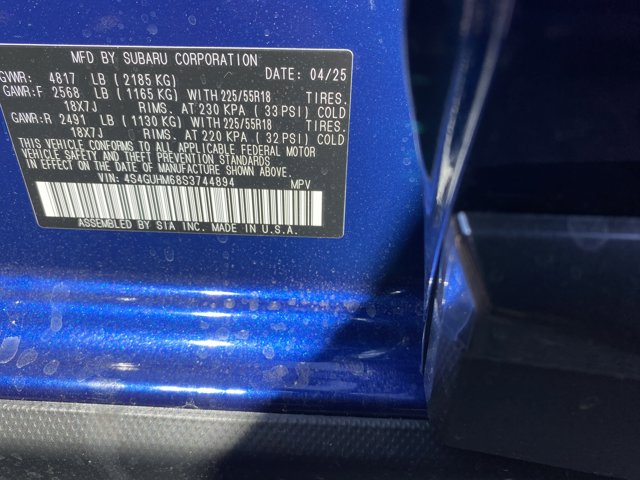 MFD BY SUBARU CORPORATION
GVWR: 4817 LB (2185 KG) DATE: 04/25
GAWR:F 2568 LB (1165 KG) WITH 225/55R18 TIRES.
18X7J RIMS. AT 230 KPA (33 PSI) COLD
GAWR:R 2491 LB (1130 KG) WITH 225/55R18 TIRES.
18X7J RIMS. AT 220 KPA (32 PSI) COLD
THIS VEHICLE CONFORMS TO ALL APPLICABLE FEDERAL MOTOR
VEHICLE SAFETY AND THEFT PREVENTION STANDARDS
IN EFFECT ON THE DATE OF MANUFACTURE SHOWN ABOVE.
VIN: 4S4GUHM68S3744894 MPV
ASSEMBLED BY SIA INC. MADE IN U.S.A.